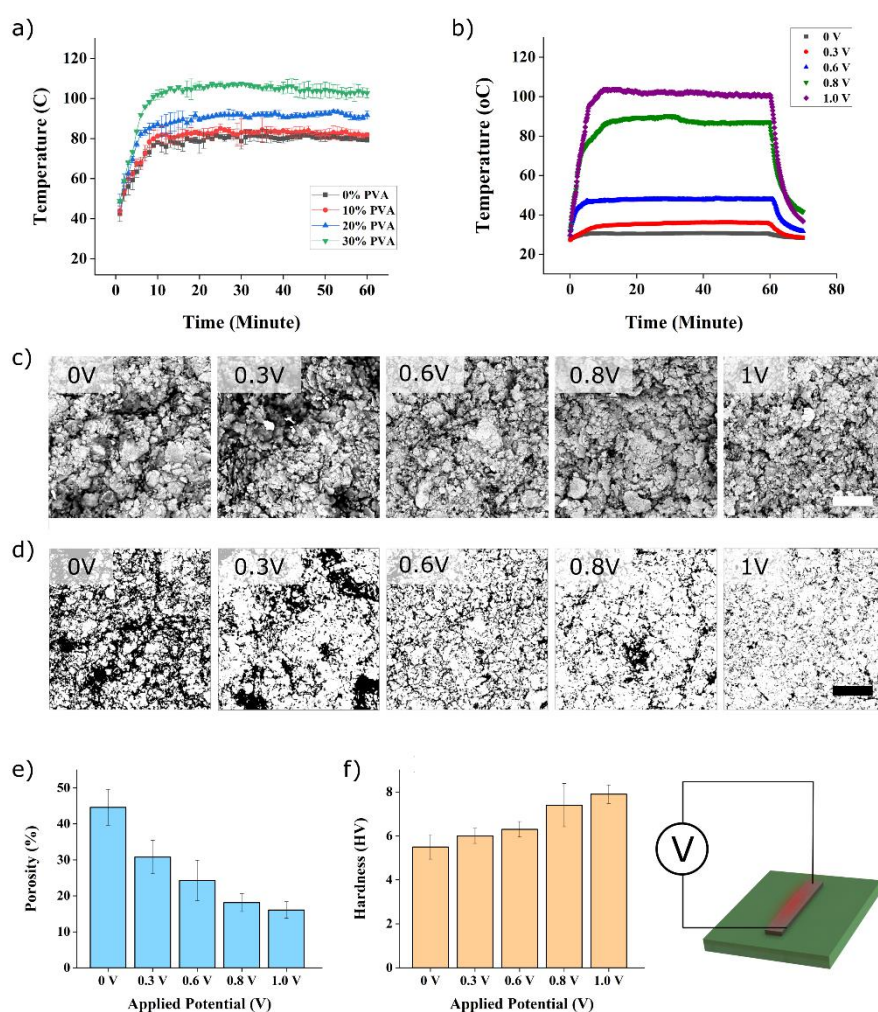 a)
Temperature (C)
120
100
80
60
40
20
0
10
20
30
40
50
60
Time (Minute)
0% PVA
10% PVA
20% PVA
30% PVA
b)
Temperature (oC)
120
100
80
60
40
20
0
20
40
60
80
Time (Minute)
0 V
0.3 V
0.6 V
0.8 V
1.0 V
c)
0V
0.3V
0.6V
0.8V
1V
d)
0V
0.3V
0.6V
0.8V
1V
e)
Porosity (%)
50
40
30
20
10
0
0 V
0.3 V
0.6 V
0.8 V
1.0 V
Applied Potential (V)
f)
Hardness (HV)
8
6
4
2
0
0 V
0.3 V
0.6 V
0.8 V
1.0 V
Applied Potential (V)
V